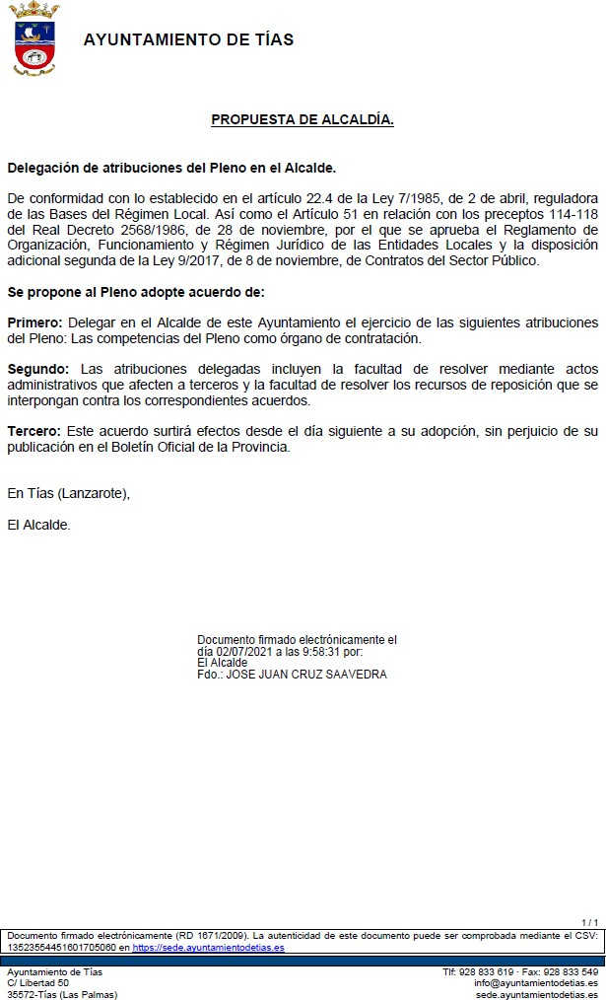 AYUNTAMIENTO DE TÍAS
PROPUESTA DE ALCALDÍA.
Delegación de atribuciones del Pleno en el Alcalde.
De conformidad con lo establecido en el artículo 22.4 de la Ley 7/1985, de 2 de abril, reguladora
de las Bases del Régimen Local. Así como el Artículo 51 en relación con los preceptos 114-118
del Real Decreto 2568/1986, de 28 de noviembre, por el que se aprueba el Reglamento de
Organización, Funcionamiento y Régimen Jurídico de las Entidades Locales y la disposición
adicional segunda de la Ley 9/2017, de 8 de noviembre, de Contratos del Sector Público.
Se propone al Pleno adopte acuerdo de:
Primero: Delegar en el Alcalde de este Ayuntamiento el ejercicio de las siguientes atribuciones
del Pleno: Las competencias del Pleno como órgano de contratación.
Segundo: Las atribuciones delegadas incluyen la facultad de resolver mediante actos
administrativos que afecten a terceros y la facultad de resolver los recursos de reposición que se
interpongan contra los correspondientes acuerdos.
Tercero: Este acuerdo surtirá efectos desde el día siguiente a su adopción, sin perjuicio de su
publicación en el Boletín Oficial de la Provincia.
En Tías (Lanzarote),
El Alcalde.
Documento firmado electrónicamente el
día 02/07/2021 a las 9:58:31 por:
El Alcalde
Fdo.: JOSE JUAN CRUZ SAAVEDRA
1 / 1
Documento firmado electrónicamente (RD 1671/2009). La autenticidad de este documento puede ser comprobada mediante el CSV:
13523554451601705060 en https://sede.ayuntamientodetias.es
Ayuntamiento de Tías Tlf: 928 833 619 · Fax: 928 833 549
C/ Libertad 50 info@ayuntamientodetias.es
35572-Tías (Las Palmas) sede.ayuntamientodetias.es